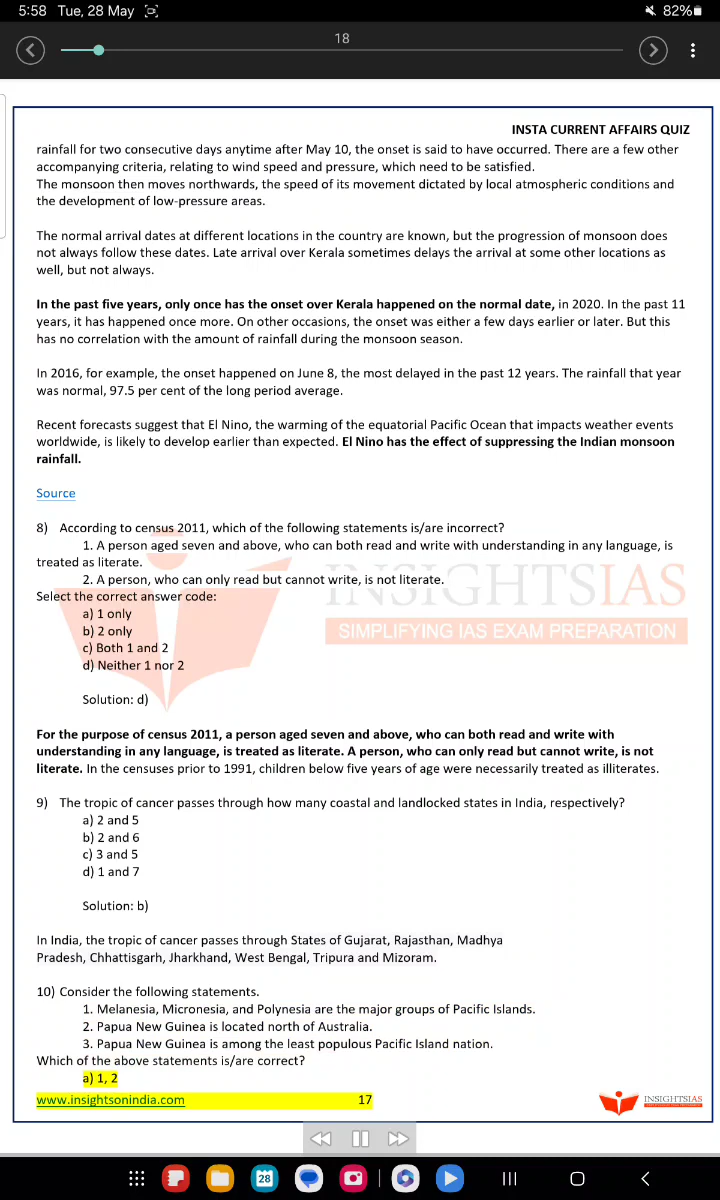 5:58 Tue, 28 May
82%
18
INSTA CURRENT AFFAIRS QUIZ
rainfall for two consecutive days anytime after May 10, the onset is said to have occurred. There are a few other
accompanying criteria, relating to wind speed and pressure, which need to be satisfied.
The monsoon then moves northwards, the speed of its movement dictated by local atmospheric conditions and
the development of low-pressure areas.
The normal arrival dates at different locations in the country are known, but the progression of monsoon does
not always follow these dates. Late arrival over Kerala sometimes delays the arrival at some other locations as
well, but not always.
In the past five years, only once has the onset over Kerala happened on the normal date, in 2020. In the past 11
years, it has happened once more. On other occasions, the onset was either a few days earlier or later. But this
has no correlation with the amount of rainfall during the monsoon season.
In 2016, for example, the onset happened on June 8, the most delayed in the past 12 years. The rainfall that year
was normal, 97.5 per cent of the long period average.
Recent forecasts suggest that El Nino, the warming of the equatorial Pacific Ocean that impacts weather events
worldwide, is likely to develop earlier than expected. El Nino has the effect of suppressing the Indian monsoon
rainfall.
Source
8) According to census 2011, which of the following statements is/are incorrect?
1. A person aged seven and above, who can both read and write with understanding in any language, is
treated as literate.
2. A person, who can only read but cannot write, is not literate.
Select the correct answer code:
a) 1 only
b) 2 only
c) Both 1 and 2
d) Neither 1 nor 2
INSIGHTSIAS
SIMPLIFYING IAS EXAM PREPARATION
Solution: d)
For the purpose of census 2011, a person aged seven and above, who can both read and write with
understanding in any language, is treated as literate. A person, who can only read but cannot write, is not
literate. In the censuses prior to 1991, children below five years of age were necessarily treated as illiterates.
9) The tropic of cancer passes through how many coastal and landlocked states in India, respectively?
a) 2 and 5
b) 2 and 6
c) 3 and 5
d) 1 and 7
Solution: b)
In India, the tropic of cancer passes through States of Gujarat, Rajasthan, Madhya
Pradesh, Chhattisgarh, Jharkhand, West Bengal, Tripura and Mizoram.
10) Consider the following statements.
1. Melanesia, Micronesia, and Polynesia are the major groups of Pacific Islands.
2. Papua New Guinea is located north of Australia.
3. Papua New Guinea is among the least populous Pacific Island nation.
Which of the above statements is/are correct?
a) 1, 2
www.insightsonindia.com 17
INSIGHTSIAS
28